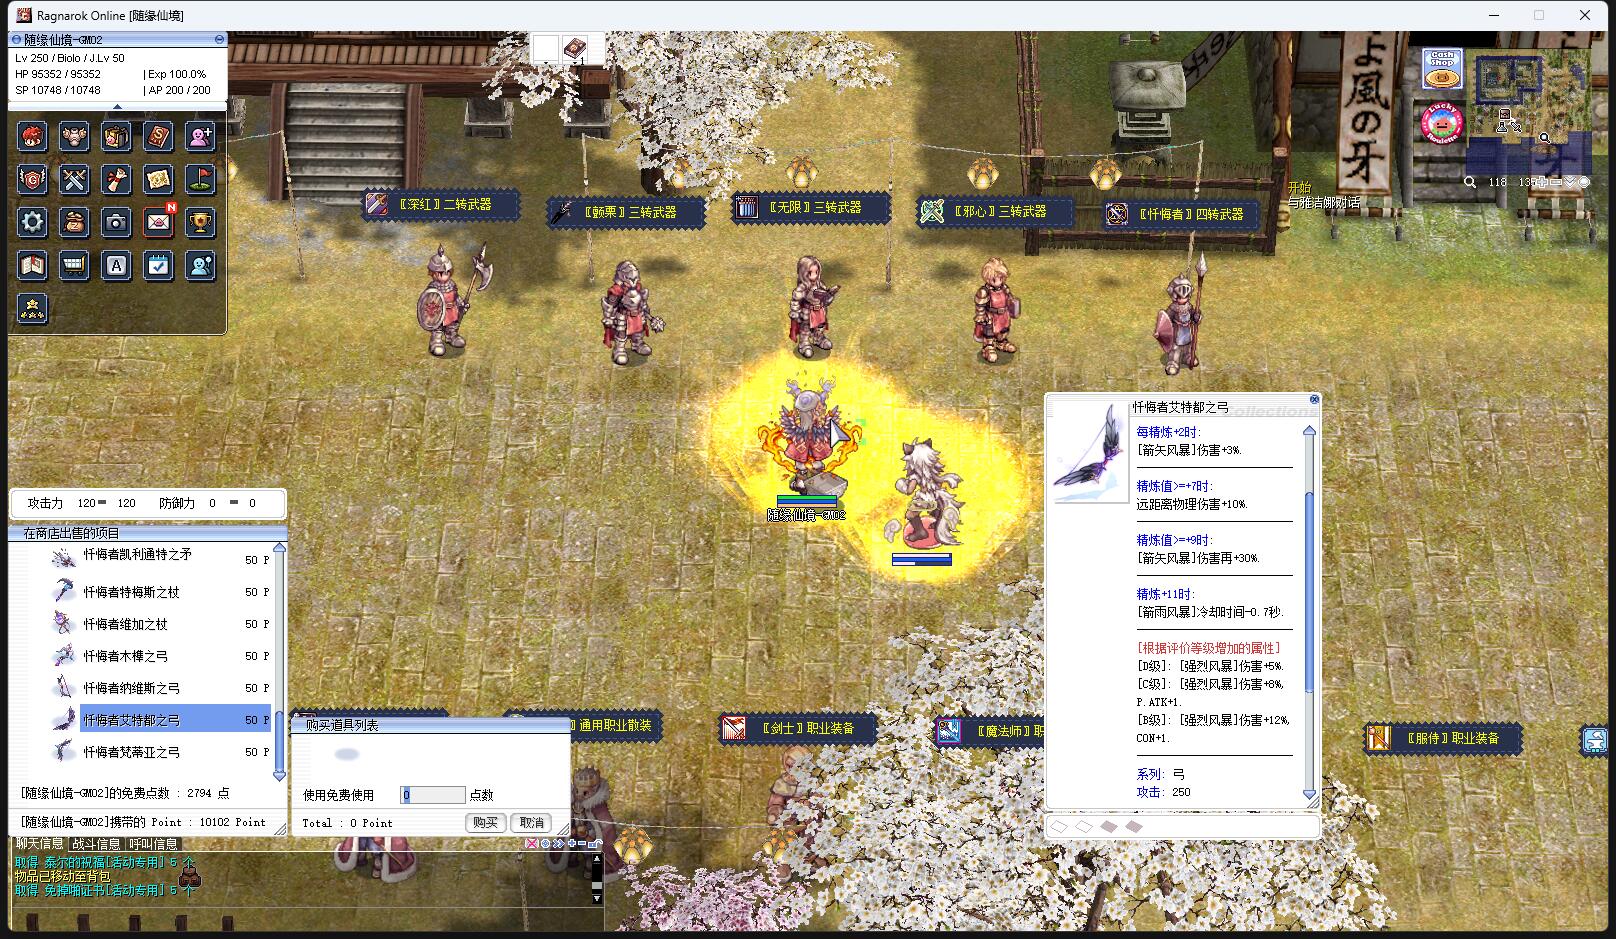 Ragnarok Online [随缘仙境]
随缘仙境-GM02
Lv 250 / Biolo / J.Lv 50
HP 95352 / 95352 | Exp 100.0%
SP 10748 / 10748 | AP 200 / 200
Cash Shop
Lucky Roulette
よ風の牙
118
开始
与雅洁娜对话
〖深红〗二转武器
〖颤栗〗三转武器
〖无限〗三转武器
〖邪心〗三转武器
〖忏悔者〗四转武器
随缘仙境-GM02
忏悔者艾特都之弓
Collections
每精炼+2时:
[箭矢风暴]伤害+3%.
精炼值>=+7时:
远距离物理伤害+10%.
精炼值>=+9时:
[箭矢风暴]伤害再+30%.
精炼+11时:
[箭雨风暴]冷却时间-0.7秒.
[根据评价等级增加的属性]
[D级]: [强烈风暴]伤害+5%.
[C级]: [强烈风暴]伤害+8%,
P.ATK+1.
[B级]: [强烈风暴]伤害+12%,
CON+1.
系列: 弓
攻击: 250
攻击力 120 = 120 防御力 0 = 0
在商店出售的项目
忏悔者凯利通特之矛 50 P
忏悔者特梅斯之杖 50 P
忏悔者维加之杖 50 P
忏悔者木槿之弓 50 P
忏悔者纳维斯之弓 50 P
忏悔者艾特都之弓 50 P
忏悔者梵蒂亚之弓 50 P
[随缘仙境-GM02]的免费点数 : 2794 点
[随缘仙境-GM02]携带的 Point : 10102 Point
购买道具列表
使用免费使用 0 点数
Total : 0 Point 购买 取消
〗通用职业散装
〖剑士〗职业装备
〖魔法师〗职
〖服侍〗职业装备
聊天信息 战斗信息 呼叫信息
取得 泰尔的祝福[活动专用] 5 个
物品已移动至背包
取得 免掉啪证书[活动专用] 5 个